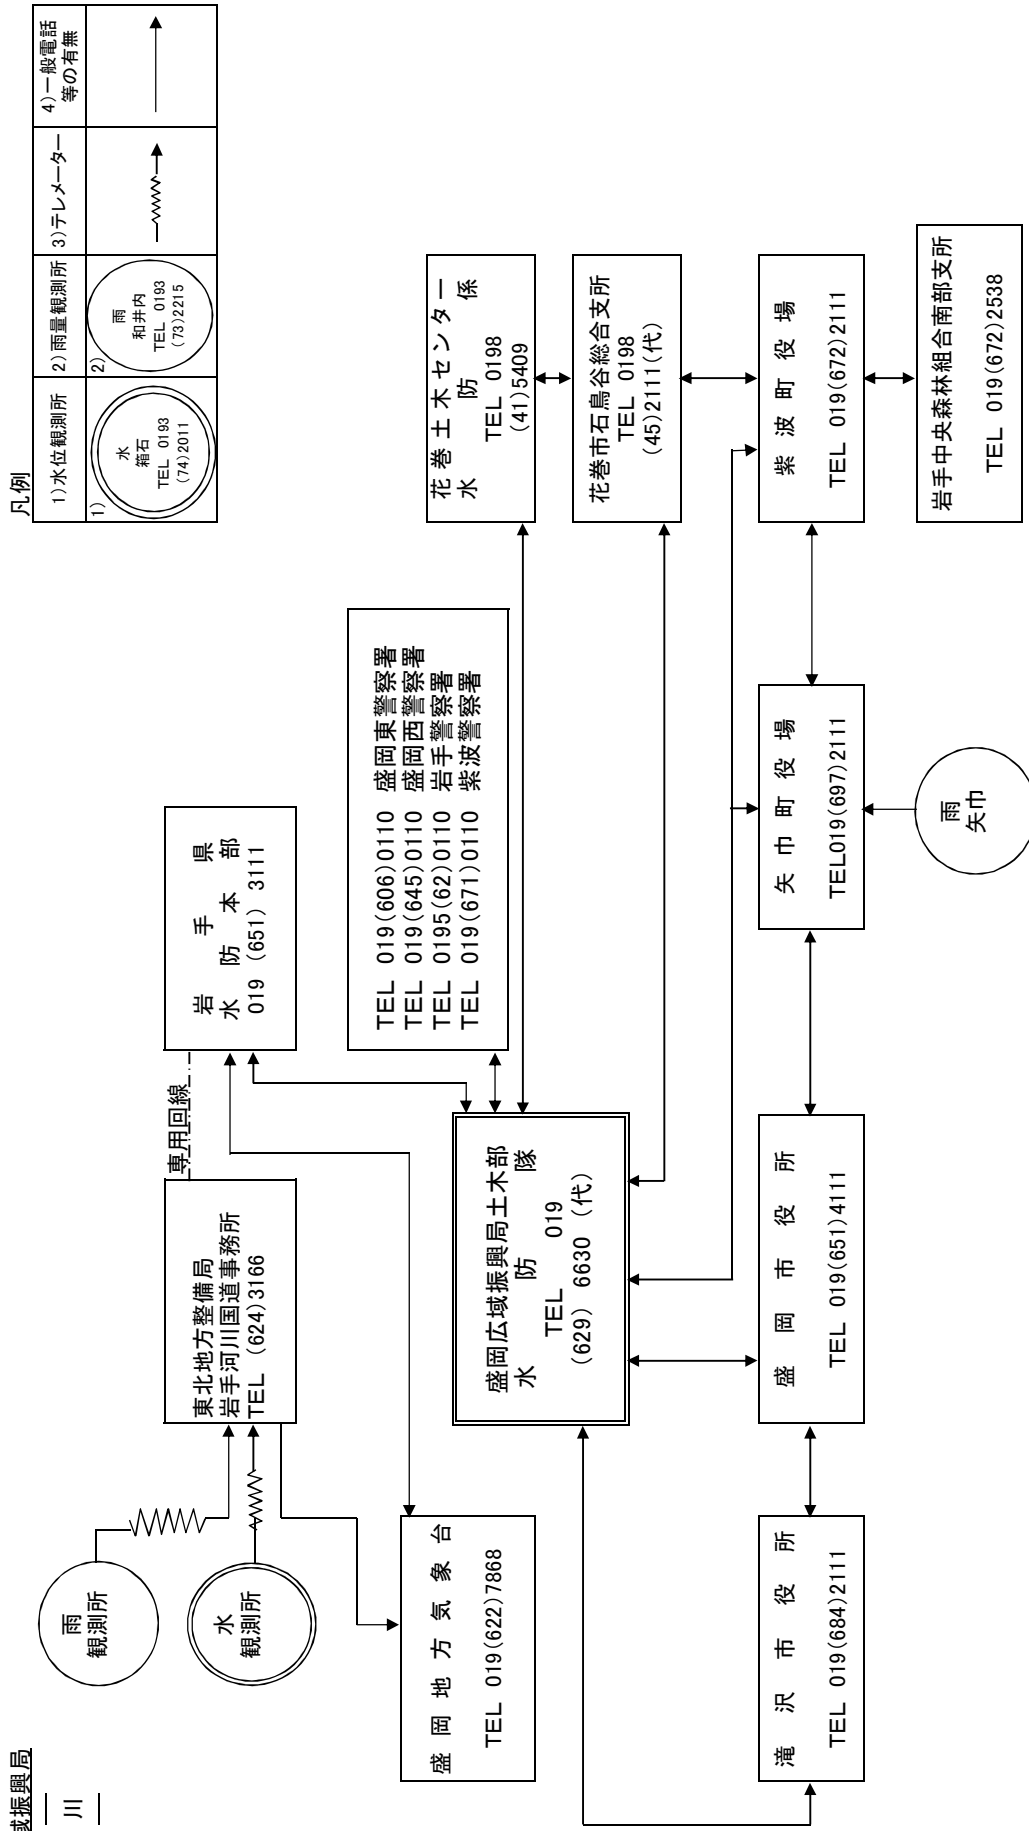 域振興局
川
凡例
1)水位観測所
2)雨量観測所
3)テレメーター
4)一般電話
等の有無
1)
水
箱石
TEL 0193
(74)2011
2)
雨
和井内
TEL 0193
(73)2215
雨
観測所
水
観測所
東北地方整備局
岩手河川国道事務所
TEL (624)3166
専用回線
岩手県
水防本部
019 (651) 3111
盛岡地方気象台
TEL 019(622)7868
TEL 019(606)0110 盛岡東警察署
TEL 019(645)0110 盛岡西警察署
TEL 0195(62)0110 岩手警察署
TEL 019(671)0110 紫波警察署
盛岡広域振興局土木部
水防隊
TEL 019
(629) 6630 (代)
花巻土木センター
水防係
TEL 0198
(41)5409
花巻市石鳥谷総合支所
TEL 0198
(45)2111(代)
滝沢市役所
TEL 019(684)2111
盛岡市役所
TEL 019(651)4111
矢巾町役場
TEL019(697)2111
紫波町役場
TEL 019(672)2111
雨
矢巾
岩手中央森林組合南部支所
TEL 019(672)2538